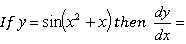 If y = sin(x² + x) then dy/dx =